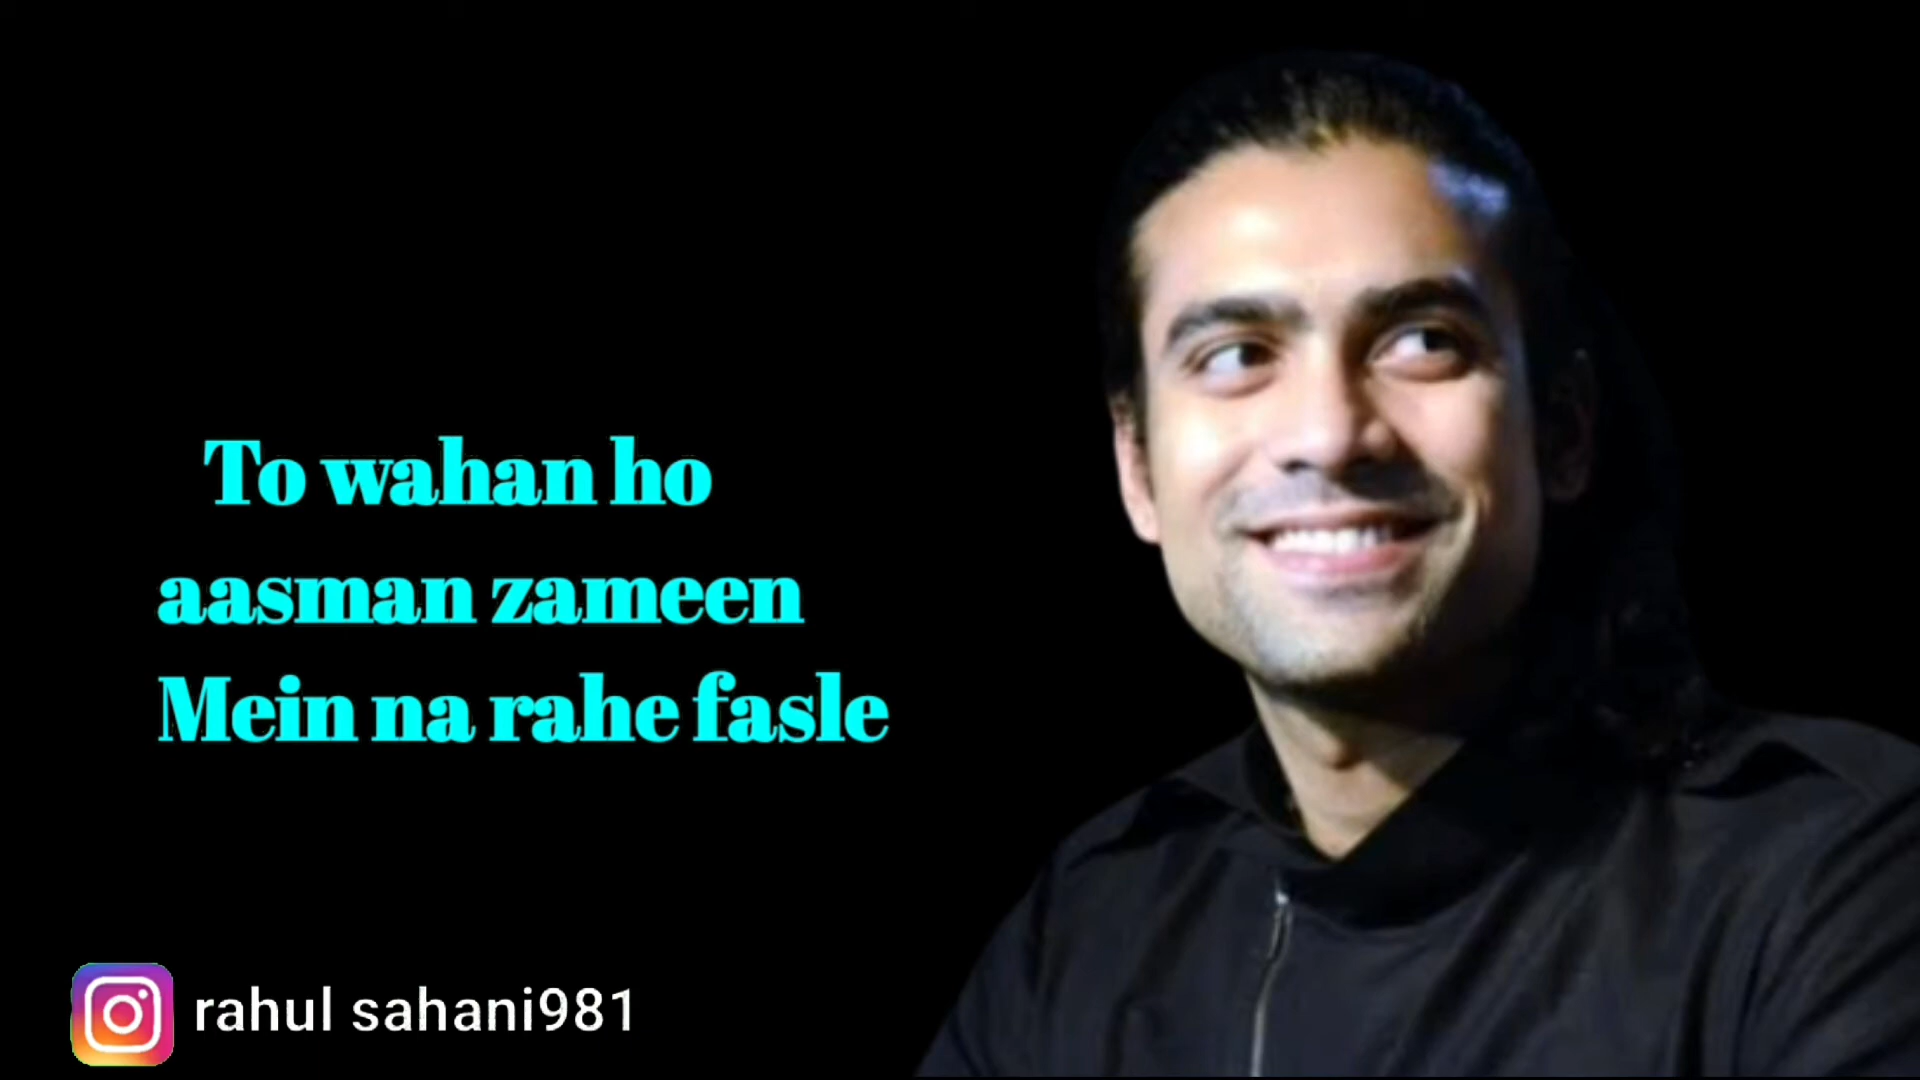 To wahan ho
aasman zameen
Mein na rahe fasle
rahul sahani981